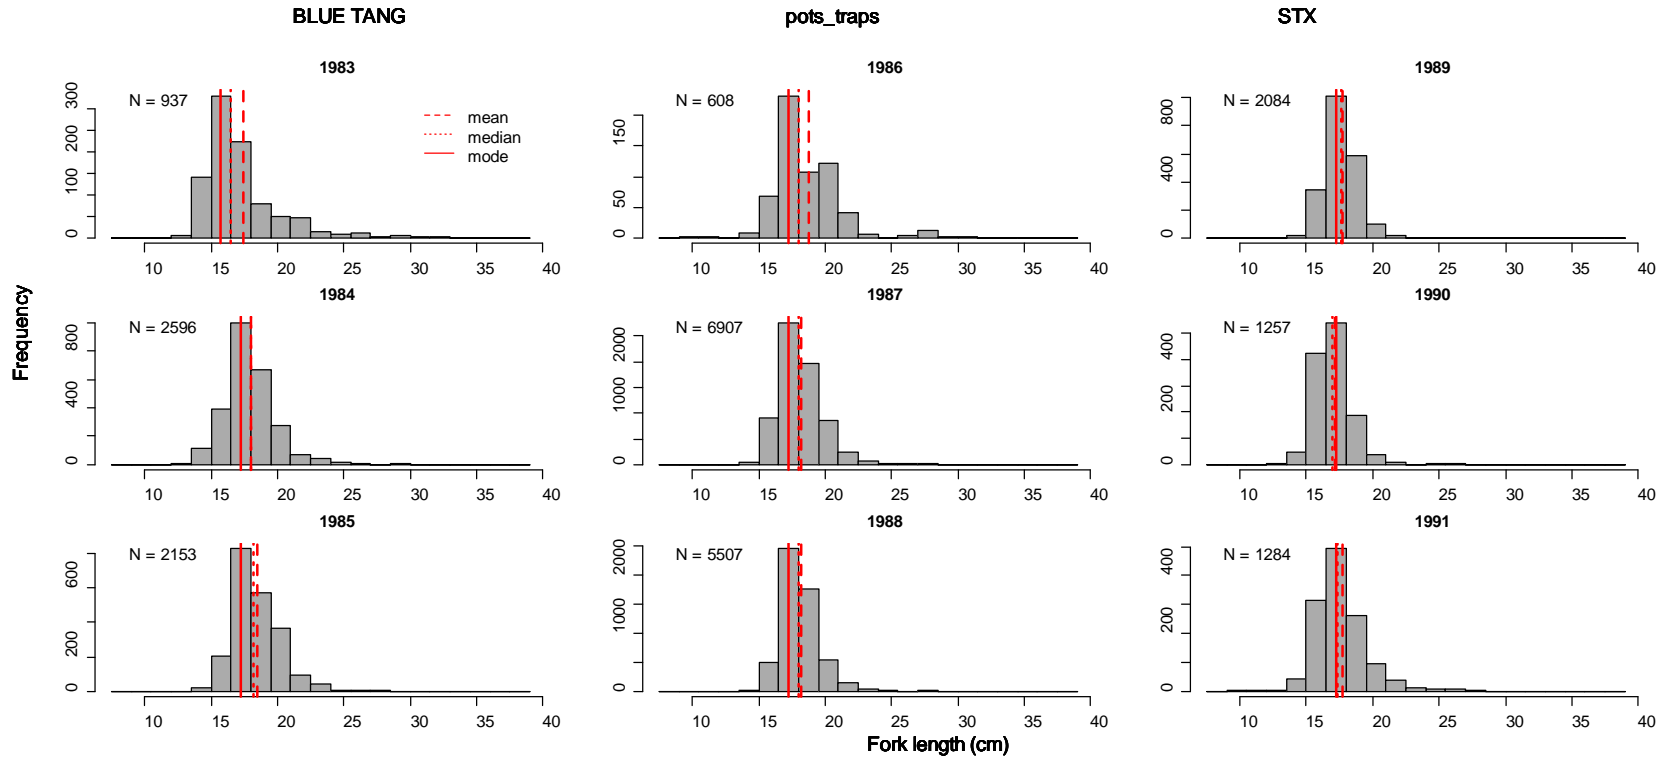 BLUE TANG pots_traps STX
1983
N = 937
mean
median
mode
0 100 200 300
10 15 20 25 30 35 40
1986
N = 608
0 50 150
10 15 20 25 30 35 40
1989
N = 2084
0 400 800
10 15 20 25 30 35 40
Frequency
1984
N = 2596
0 400 800
10 15 20 25 30 35 40
1987
N = 6907
0 1000 2000
10 15 20 25 30 35 40
1990
N = 1257
0 200 400
10 15 20 25 30 35 40
1985
N = 2153
0 200 600
10 15 20 25 30 35 40
1988
N = 5507
0 1000 2000
10 15 20 25 30 35 40
1991
N = 1284
0 200 400
10 15 20 25 30 35 40
Fork length (cm)